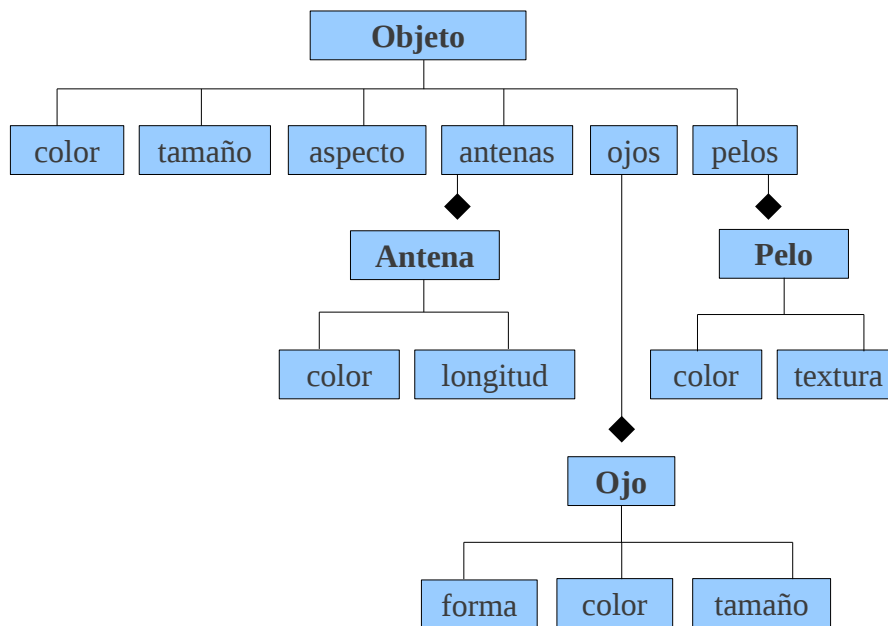 Objeto
color
tamaño
aspecto
antenas
ojos
pelos
Antena
Pelo
color
longitud
color
textura
Ojo
forma
color
tamaño